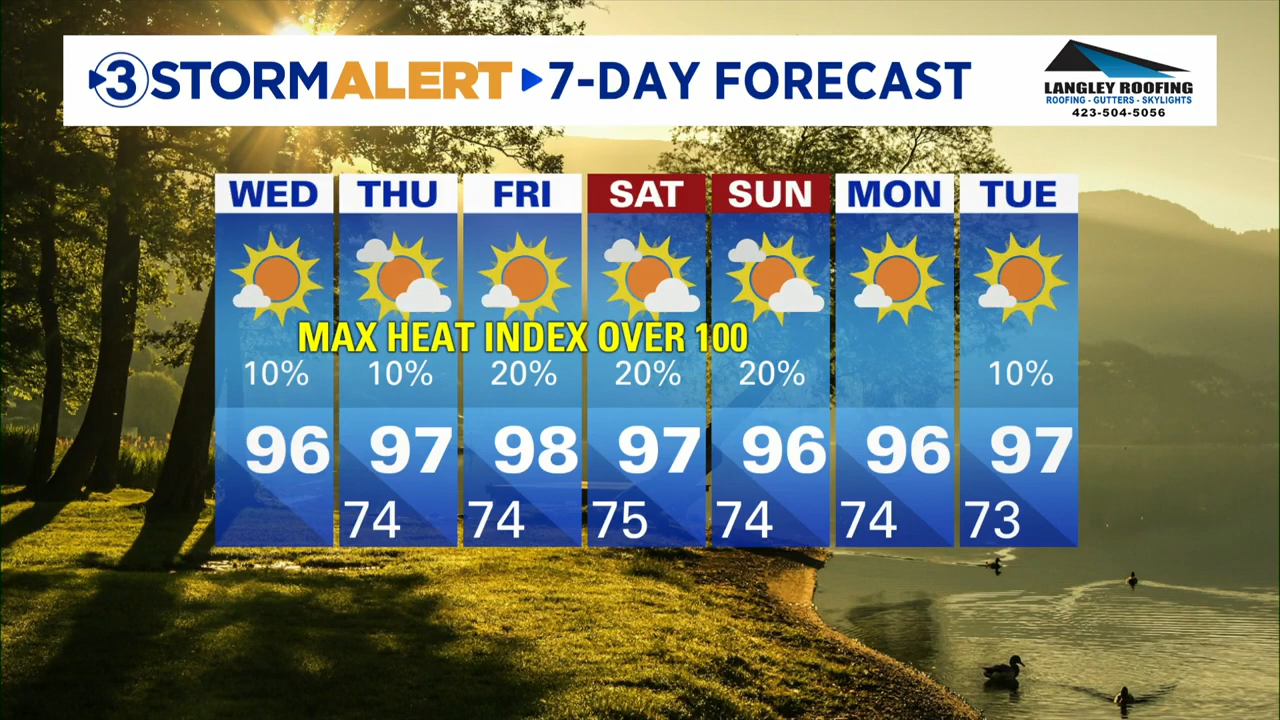 3 STORMALERT 7-DAY FORECAST
LANGLEY ROOFING
ROOFING - GUTTERS - SKYLIGHTS
423-504-5056
WED THU FRI SAT SUN MON TUE
MAX HEAT INDEX OVER 100
10% 10% 20% 20% 20% 10%
96 97 98 97 96 96 97
74 74 75 74 74 73